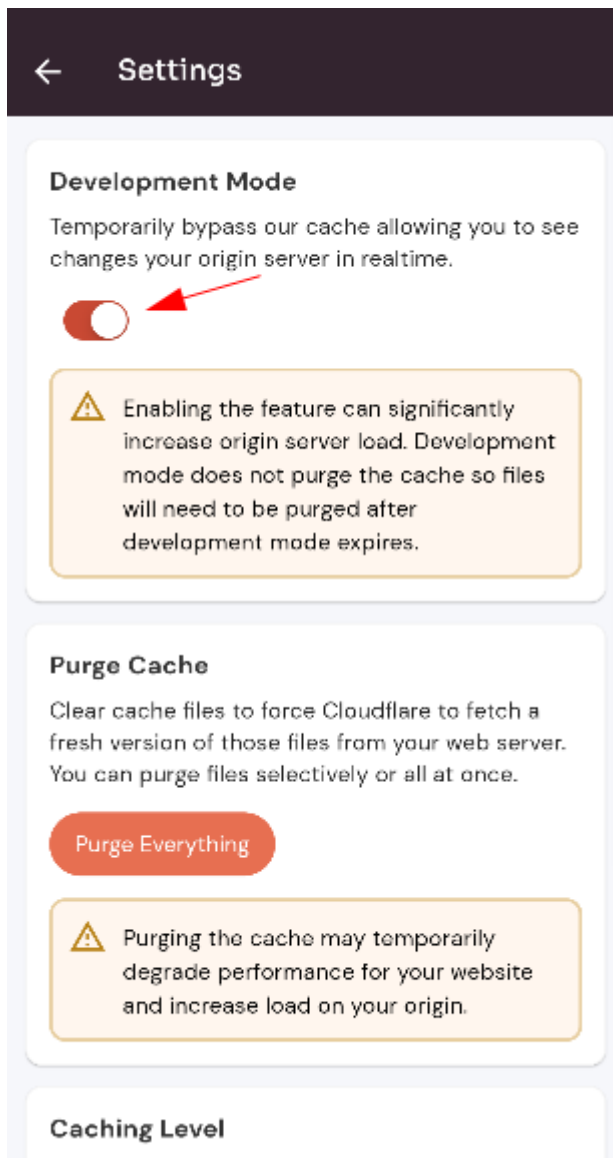 Settings
Development Mode
Temporarily bypass our cache allowing you to see
changes your origin server in realtime.
Enabling the feature can significantly
increase origin server load. Development
mode does not purge the cache so files
will need to be purged after
development mode expires.
Purge Cache
Clear cache files to force Cloudflare to fetch a
fresh version of those files from your web server.
You can purge files selectively or all at once.
Purge Everything
Purging the cache may temporarily
degrade performance for your website
and increase load on your origin.
Caching Level